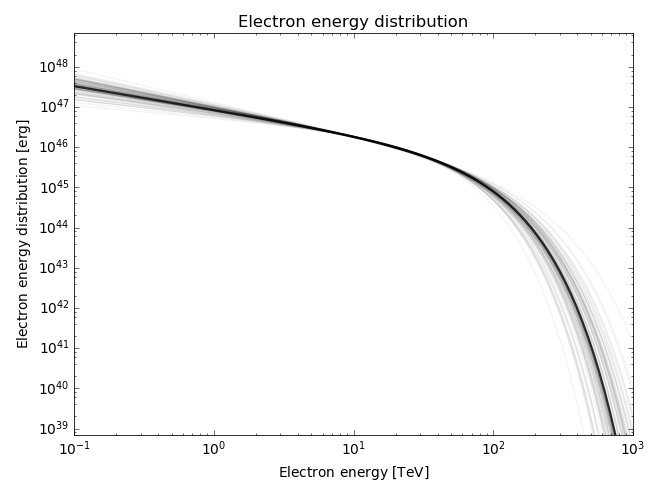 Electron energy distribution
Electron energy distribution [erg]
10^48
10^47
10^46
10^45
10^44
10^43
10^42
10^41
10^40
10^39
10^−1 10^0 10^1 10^2 10^3
Electron energy [TeV]